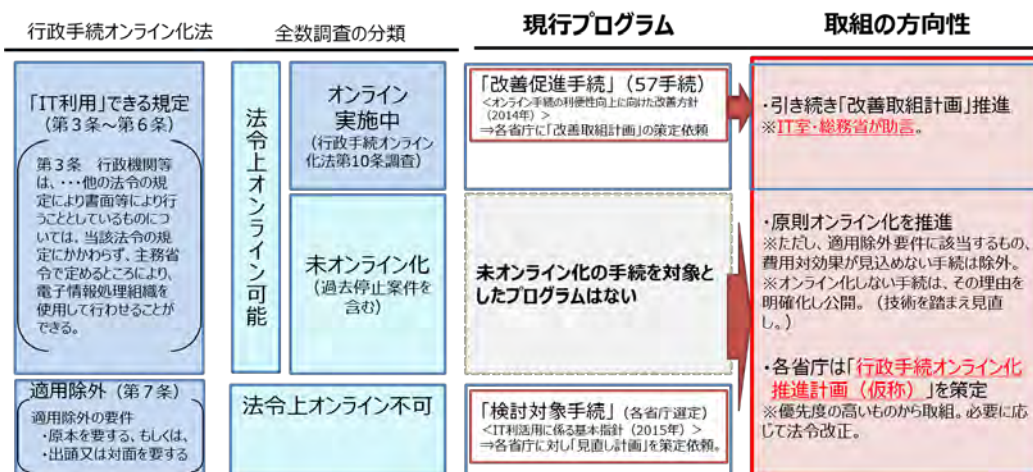 行政手続オンライン化法
全数調査の分類
現行プログラム
取組の方向性
「IT利用」できる規定
（第３条～第６条）
第３条　行政機関等
は、・・・他の法令の規
定により書面等により行
うこととしているものにつ
いては、当該法令の規
定にかかわらず、主務省
令で定めるところにより、
電子情報処理組織を
使用して行わせることが
できる。
適用除外（第７条）
適用除外の要件
・原本を要する、もしくは、
・出頭又は対面を要する
法令上オンライン可能
オンライン
実施中
(行政手続オンライン
化法第10条調査)
未オンライン化
(過去停止案件を
含む)
法令上オンライン不可
「改善促進手続」（57手続）
<オンライン手続の利便性向上に向けた改善方針
（2014年）>
⇒各省庁に「改善取組計画」の策定依頼
未オンライン化の手続を対象と
したプログラムはない
「検討対象手続」（各省庁選定）
<IT利活用に係る基本指針（2015年）>
⇒各省庁に対し「見直し計画」を策定依頼。
・引き続き「改善取組計画」推進
※IT室・総務省が助言。
・原則オンライン化を推進
※ただし、適用除外要件に該当するもの、
費用対効果が見込めない手続は除外。
※オンライン化しない手続は、その理由を
明確化し公開。（技術を踏まえ見直
し。）
・各省庁は「行政手続オンライン化
推進計画（仮称）」を策定
※優先度の高いものから取組。必要に応
じて法令改正。